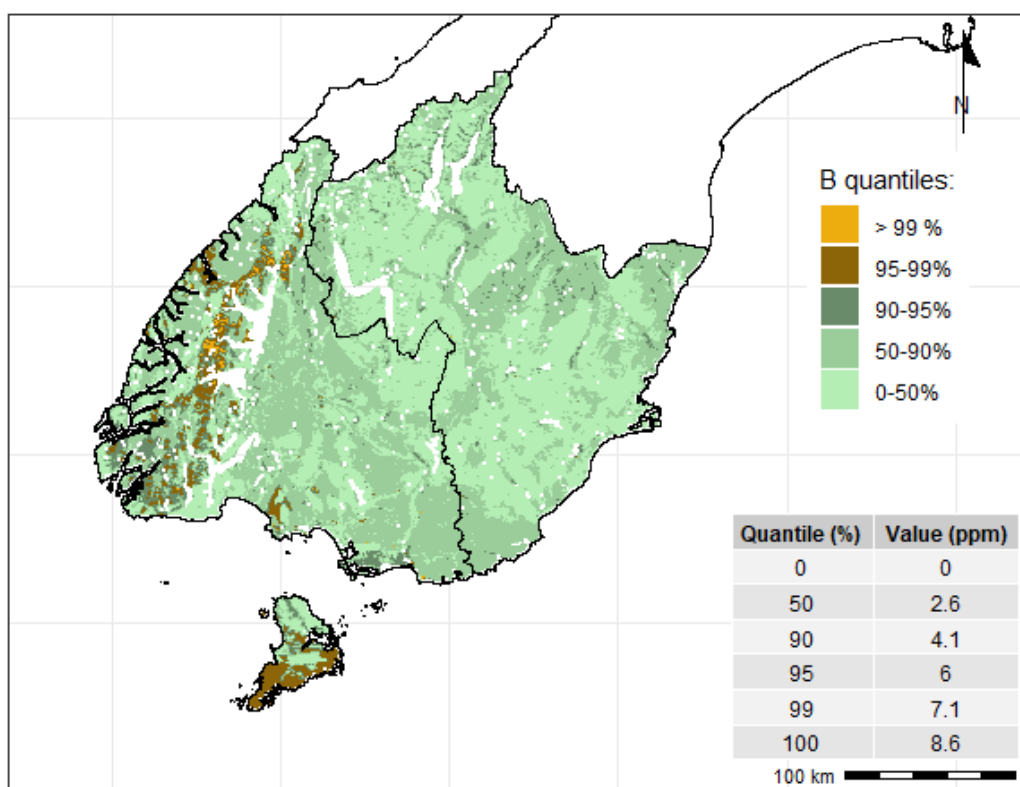 N
B quantiles:
> 99 %
95-99%
90-95%
50-90%
0-50%
Quantile (%) Value (ppm)
0 0
50 2.6
90 4.1
95 6
99 7.1
100 8.6
100 km